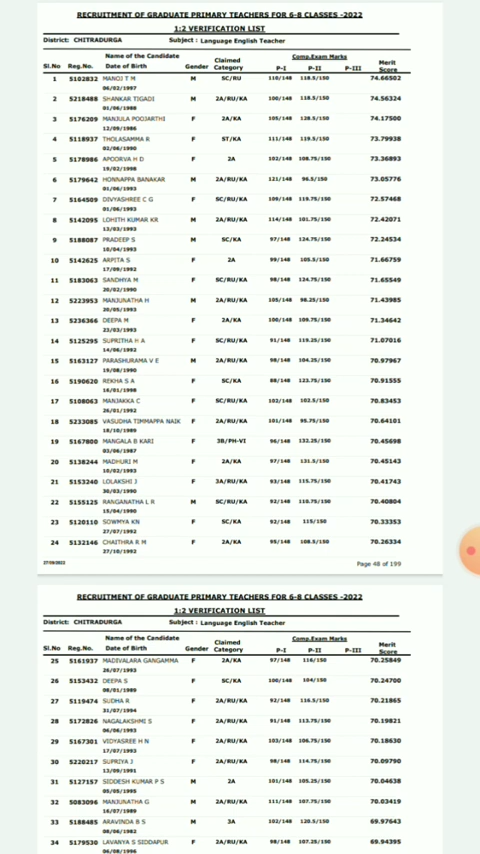 RECRUITMENT OF GRADUATE PRIMARY TEACHERS FOR 6-8 CLASSES -2022
1:2 VERIFICATION LIST
District: CHITRADURGA Subject : Language English Teacher
Name of the Candidate Claimed Comp.Exam Marks Merit
Sl.No Reg.No. Date of Birth Gender Category P-I P-II P-III Score
1 5102832 MANOJ T M M SC/RU 110/148 118.5/150 74.66502
06/02/1997
2 5218488 SHANKAR TIGADI M 2A/RU/KA 100/148 118.5/150 74.56324
01/06/1988
3 5176209 MANJULA POOJARTHI F 2A/KA 105/148 128.5/150 74.17500
12/09/1986
4 5118937 THOLASAMMA R F ST/KA 111/148 119.5/150 73.79938
02/06/1990
5 5178986 APOORVA H D F 2A 102/148 108.75/150 73.36893
19/02/1998
6 5179642 HONNAPPA BANAKAR M 2A/RU/KA 121/148 96.5/150 73.05776
01/06/1993
7 5164509 DIVYASHREE C G F SC/RU/KA 109/148 119.75/150 72.57468
01/06/1993
8 5142095 LOHITH KUMAR KR M 2A/RU/KA 114/148 101.75/150 72.42071
13/03/1993
9 5188087 PRADEEP S M SC/KA 97/148 124.75/150 72.24534
10/04/1993
10 5142625 ARPITA S F 2A 99/148 105.5/150 71.66759
17/09/1992
11 5183063 SANDHYA M F SC/RU/KA 98/148 124.75/150 71.65549
20/02/1990
12 5223953 MANJUNATHA H M 2A/RU/KA 105/148 98.25/150 71.43985
20/05/1993
13 5236366 DEEPA M F 2A/KA 100/148 109.75/150 71.34642
23/03/1993
14 5125295 SUPRITHA H A F SC/RU/KA 91/148 119.25/150 71.07016
14/06/1992
15 5163127 PARASHURAMA V E M 2A/RU/KA 98/148 104.25/150 70.97967
15/08/1990
16 5190620 REKHA S A F SC/KA 88/148 122.75/150 70.91555
16/01/1998
17 5108063 MANJAKKA C F SC/RU/KA 102/148 102.5/150 70.83453
26/01/1992
18 5233085 VASUDHA TIMMAPPA NAIK F 2A/RU/KA 101/148 95.75/150 70.64101
18/10/1989
19 5167800 MANGALA B KARI F 3B/PH-VI 96/148 132.25/150 70.45698
03/06/1987
20 5138244 MADHURI M F 2A/KA 97/148 131.5/150 70.45143
10/02/1993
21 5153240 LOLAKSHI J F 3A/RU/KA 93/148 115.75/150 70.41743
30/03/1990
22 5155125 RANGANATHA L R M SC/RU/KA 92/148 110.75/150 70.40804
15/04/1990
23 5120110 SOWMYA KN F SC/KA 92/148 115/150 70.33353
27/07/1992
24 5132146 CHAITHRA R M F 2A/KA 95/148 108.5/150 70.26334
27/10/1992
27/09/2022 Page 48 of 199
RECRUITMENT OF GRADUATE PRIMARY TEACHERS FOR 6-8 CLASSES -2022
1:2 VERIFICATION LIST
District: CHITRADURGA Subject : Language English Teacher
Name of the Candidate Claimed Comp.Exam Marks Merit
Sl.No Reg.No. Date of Birth Gender Category P-I P-II P-III Score
25 5161937 MADIVALARA GANGAMMA F 2A/KA 97/148 116/150 70.25849
26/07/1993
26 5153432 DEEPA S F SC/KA 100/148 104/150 70.24700
08/01/1989
27 5119474 SUDHA R F 2A/RU/KA 92/148 116.5/150 70.21865
31/07/1994
28 5172826 NAGALAKSHMI S F 2A/RU/KA 91/148 113.75/150 70.19821
06/06/1993
29 5167301 VIDYASREE H N F 2A/RU/KA 103/148 106.75/150 70.18630
17/07/1993
30 5220217 SUPRIYA J F 2A/RU/KA 98/148 114.75/150 70.09790
13/09/1991
31 5127157 SIDDESH KUMAR P S M 2A 101/148 105.25/150 70.04638
05/05/1995
32 5083096 MANJUNATHA G M 2A/RU/KA 111/148 107.75/150 70.03419
16/07/1989
33 5188485 ARAVINDA B S M 3A 102/148 120.5/150 69.97643
08/06/1982
34 5179530 LAVANYA S SIDDAPUR F 2A/RU/KA 98/148 107.25/150 69.94395
06/08/1996